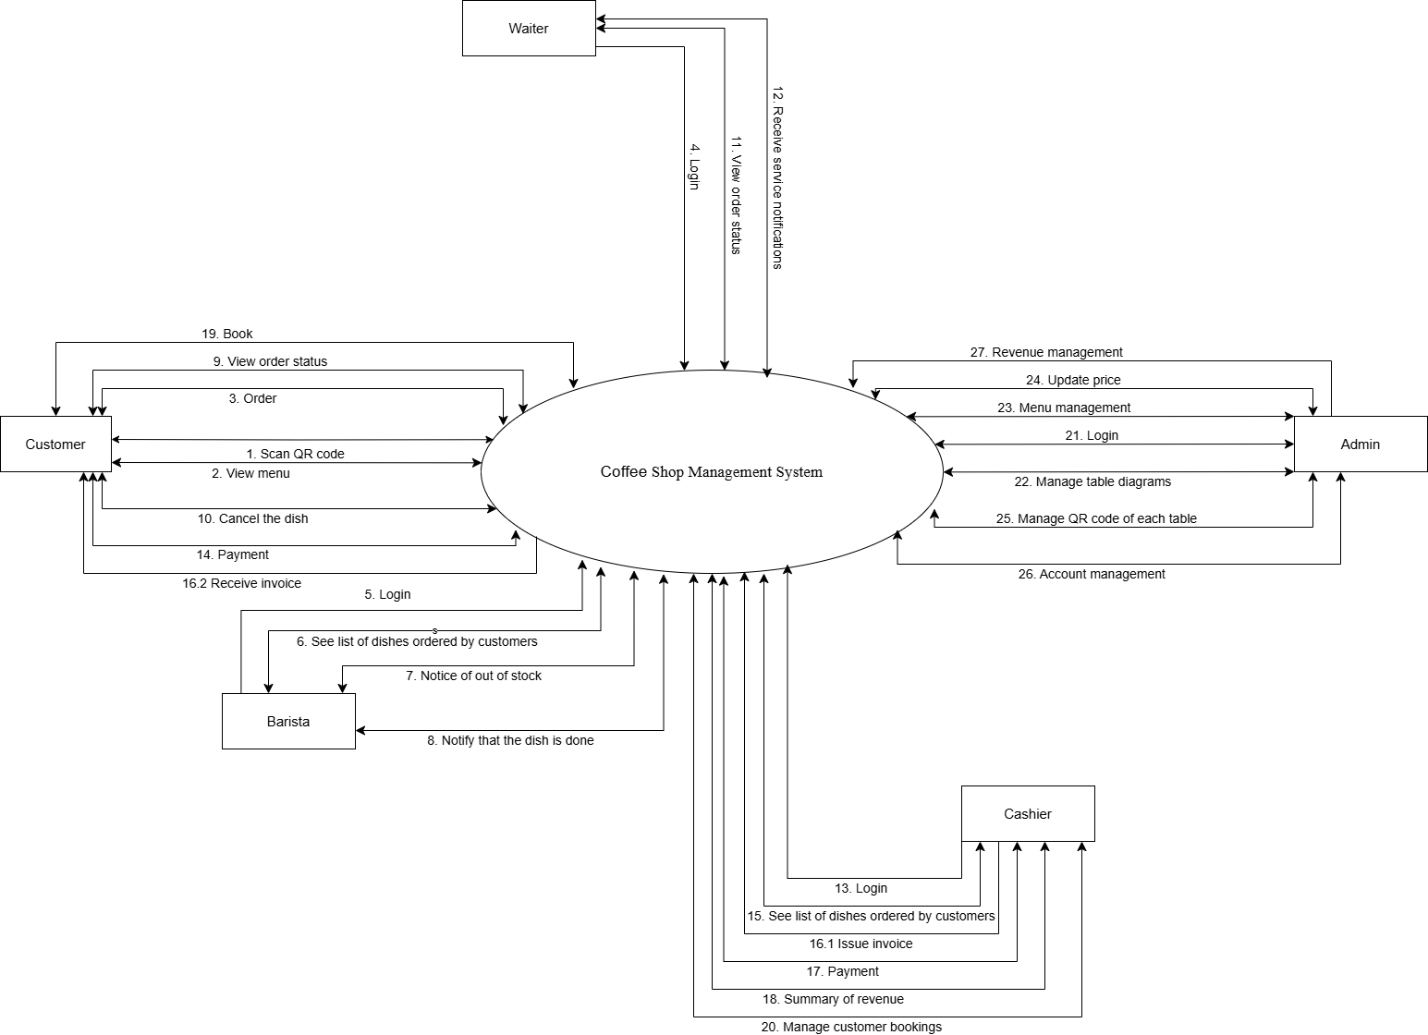 Waiter
4. Login
11. View order status
12. Receive service notifications
19. Book
9. View order status
3. Order
Customer
1. Scan QR code
2. View menu
10. Cancel the dish
14. Payment
16.2 Receive invoice
Coffee Shop Management System
27. Revenue management
24. Update price
23. Menu management
21. Login
Admin
22. Manage table diagrams
25. Manage QR code of each table
26. Account management
5. Login
6. See list of dishes ordered by customers
7. Notice of out of stock
Barista
8. Notify that the dish is done
Cashier
13. Login
15. See list of dishes ordered by customers
16.1 Issue invoice
17. Payment
18. Summary of revenue
20. Manage customer bookings